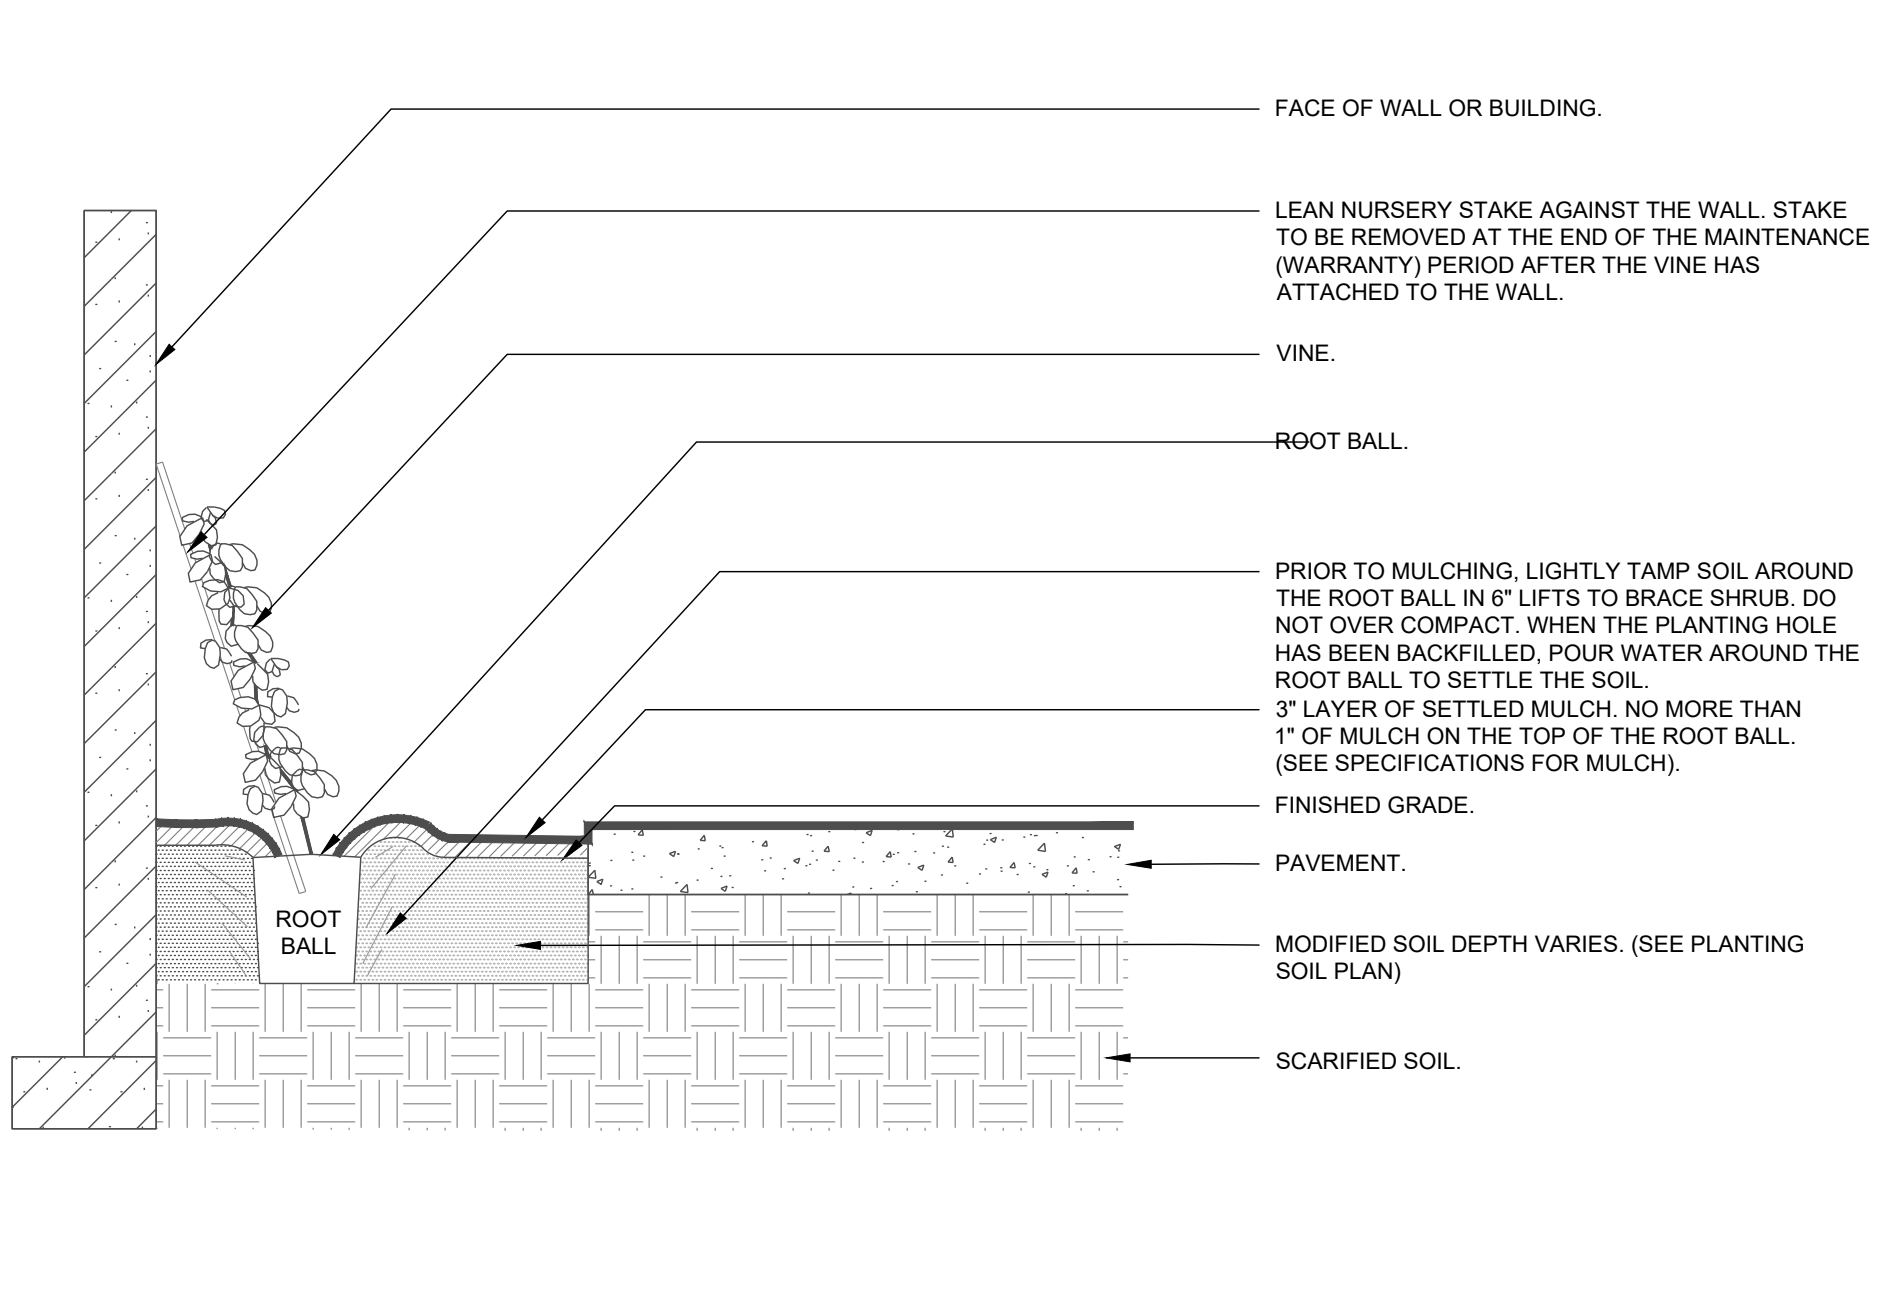 FACE OF WALL OR BUILDING.
LEAN NURSERY STAKE AGAINST THE WALL. STAKE
TO BE REMOVED AT THE END OF THE MAINTENANCE
(WARRANTY) PERIOD AFTER THE VINE HAS
ATTACHED TO THE WALL.
VINE.
ROOT BALL.
PRIOR TO MULCHING, LIGHTLY TAMP SOIL AROUND
THE ROOT BALL IN 6" LIFTS TO BRACE SHRUB. DO
NOT OVER COMPACT. WHEN THE PLANTING HOLE
HAS BEEN BACKFILLED, POUR WATER AROUND THE
ROOT BALL TO SETTLE THE SOIL.
3" LAYER OF SETTLED MULCH. NO MORE THAN
1" OF MULCH ON THE TOP OF THE ROOT BALL.
(SEE SPECIFICATIONS FOR MULCH).
FINISHED GRADE.
PAVEMENT.
ROOT
BALL
MODIFIED SOIL DEPTH VARIES. (SEE PLANTING
SOIL PLAN)
SCARIFIED SOIL.